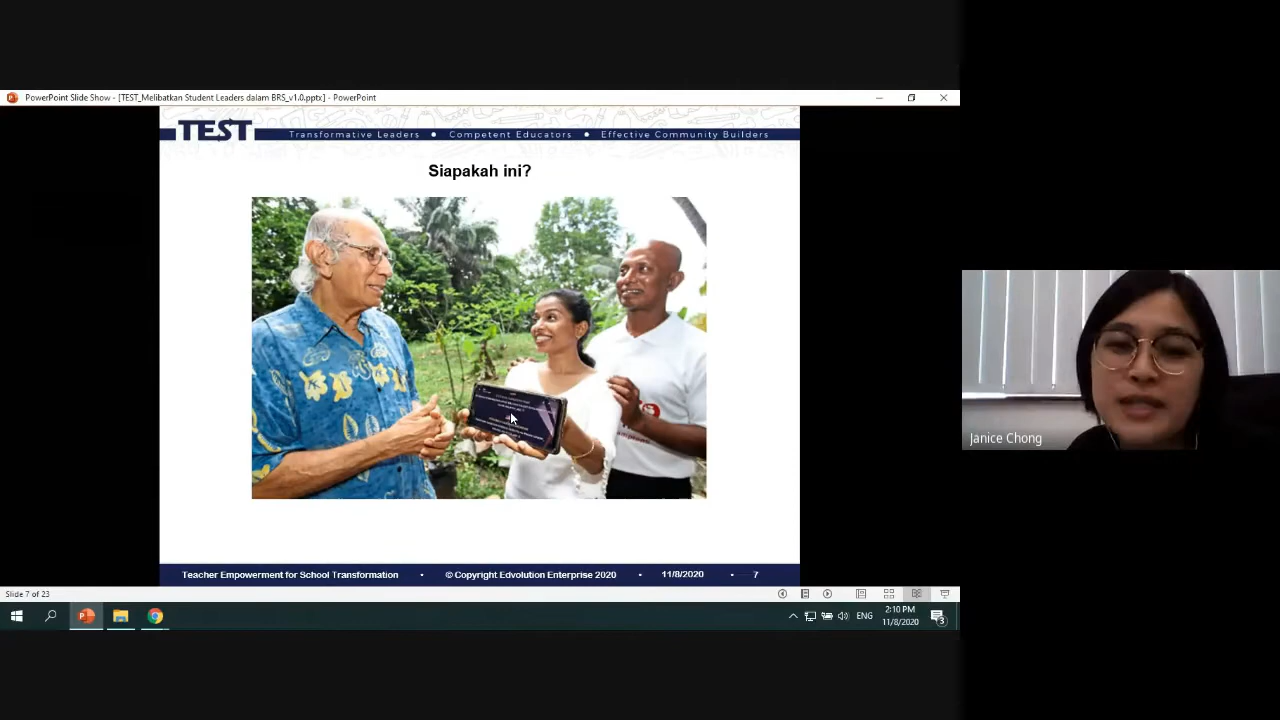 PowerPoint Slide Show - [TEST_Melibatkan Student Leaders dalam BRS_v1.0.pptx] - PowerPoint
TEST
Transformative Leaders • Competent Educators • Effective Community Builders
Siapakah ini?
Janice Chong
Teacher Empowerment for School Transformation • © Copyright Edvolution Enterprise 2020 • 11/8/2020 • 7
Slide 7 of 23
ENG
2:10 PM
11/8/2020
3